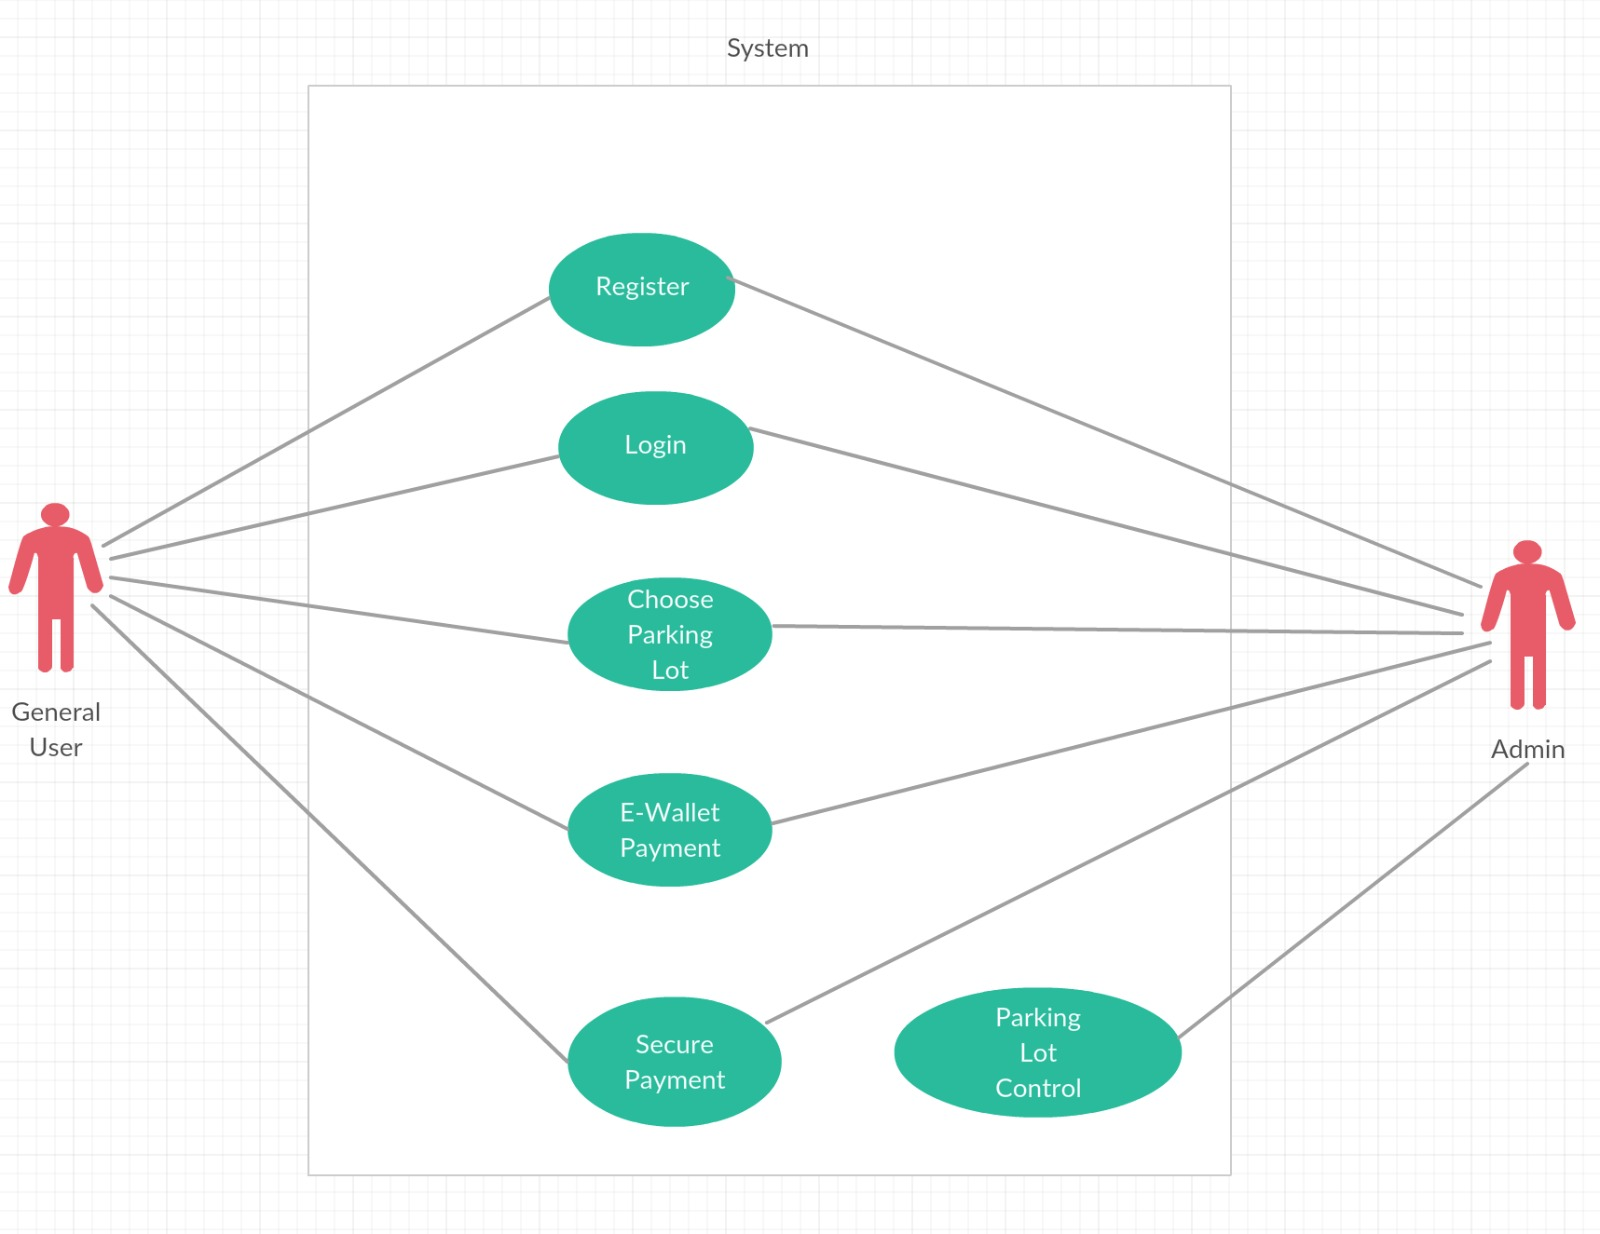 System
Register
Login
Choose
Parking
Lot
General
User
Admin
E-Wallet
Payment
Secure
Payment
Parking
Lot
Control